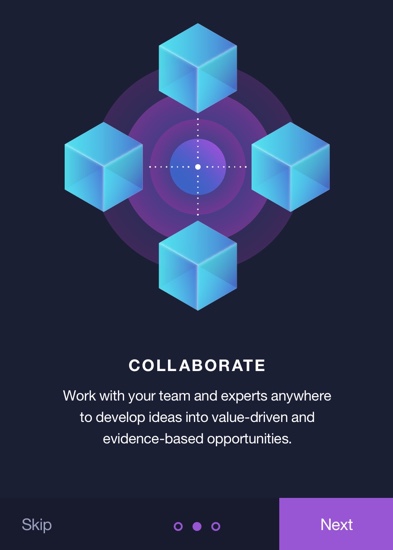 COLLABORATE
Work with your team and experts anywhere
to develop ideas into value-driven and
evidence-based opportunities.
Skip
Next